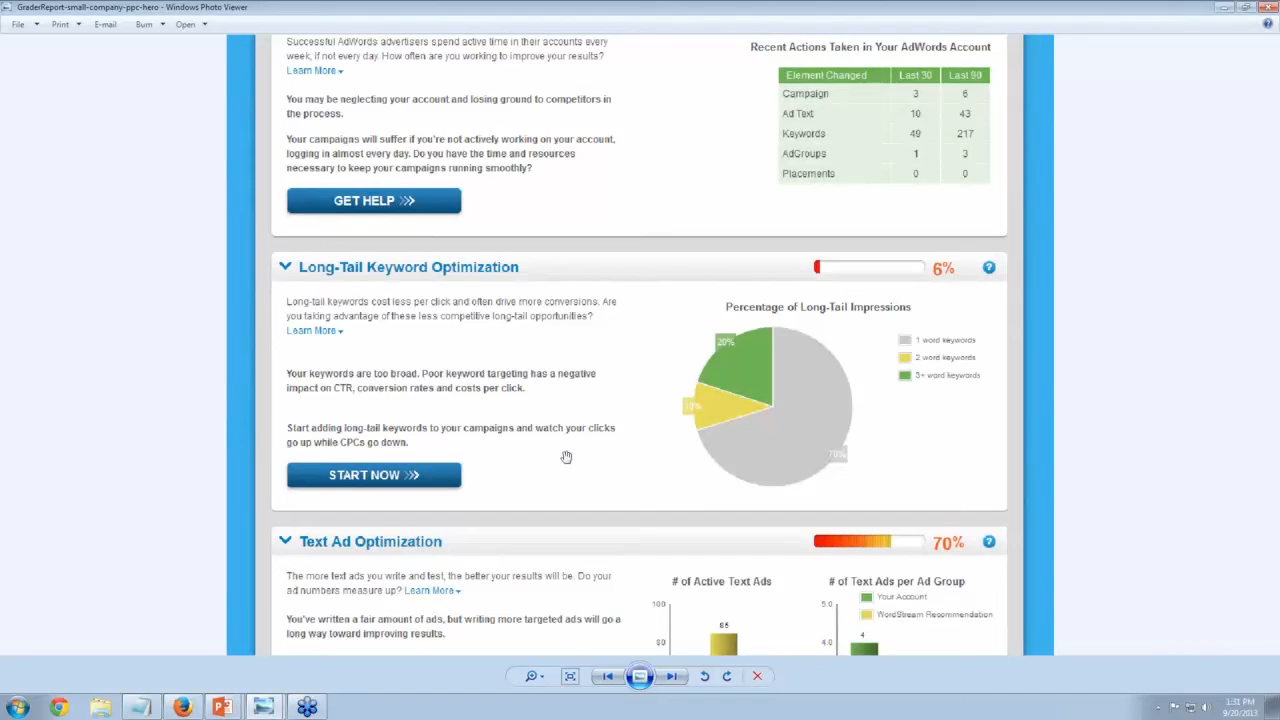 GraderReport-small-company-ppc-hero - Windows Photo Viewer
File Print E-mail Burn Open
Successful AdWords advertisers spend active time in their accounts every
week, if not every day. How often are you working to improve your results?
Learn More
You may be neglecting your account and losing ground to competitors in
the process.
Your campaigns will suffer if you're not actively working on your account,
logging in almost every day. Do you have the time and resources
necessary to keep your campaigns running smoothly?
GET HELP
Recent Actions Taken in Your AdWords Account
Element Changed Last 30 Last 90
Campaign 3 6
Ad Text 10 43
Keywords 49 217
AdGroups 1 3
Placements 0 0
Long-Tail Keyword Optimization
6%
Long-tail keywords cost less per click and often drive more conversions. Are
you taking advantage of these less competitive long-tail opportunities?
Learn More
Your keywords are too broad. Poor keyword targeting has a negative
impact on CTR, conversion rates and costs per click.
Start adding long-tail keywords to your campaigns and watch your clicks
go up while CPCs go down.
START NOW
Percentage of Long-Tail Impressions
20%
10%
70%
1 word keywords
2 word keywords
3+ word keywords
Text Ad Optimization
70%
The more text ads you write and test, the better your results will be. Do your
ad numbers measure up? Learn More
You've written a fair amount of ads, but writing more targeted ads will go a
long way toward improving results.
# of Active Text Ads
100
80
85
# of Text Ads per Ad Group
Your Account
WordStream Recommendation
5.0
4.0
4
1:31 PM
9/20/2013